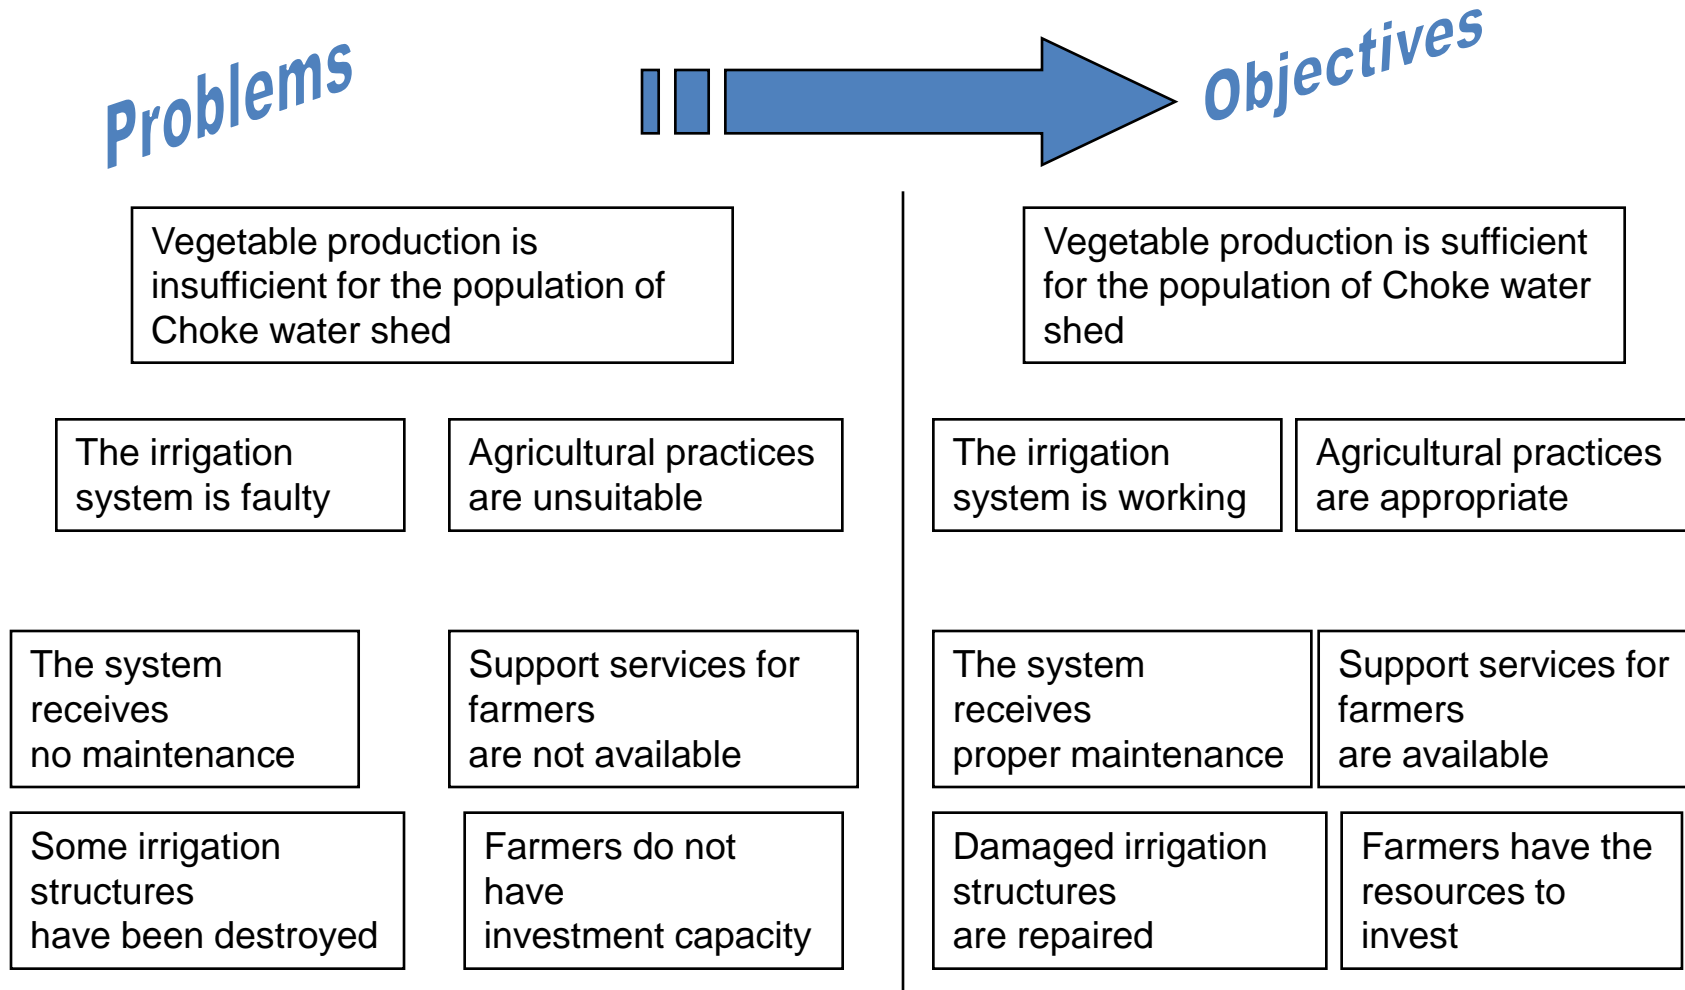 Problems
Objectives
Vegetable production is
insufficient for the population of
Choke water shed
The irrigation
system is faulty
Agricultural practices
are unsuitable
The system
receives
no maintenance
Support services for
farmers
are not available
Some irrigation
structures
have been destroyed
Farmers do not
have
investment capacity
Vegetable production is sufficient
for the population of Choke water
shed
The irrigation
system is working
Agricultural practices
are appropriate
The system
receives
proper maintenance
Support services for
farmers
are available
Damaged irrigation
structures
are repaired
Farmers have the
resources to
invest